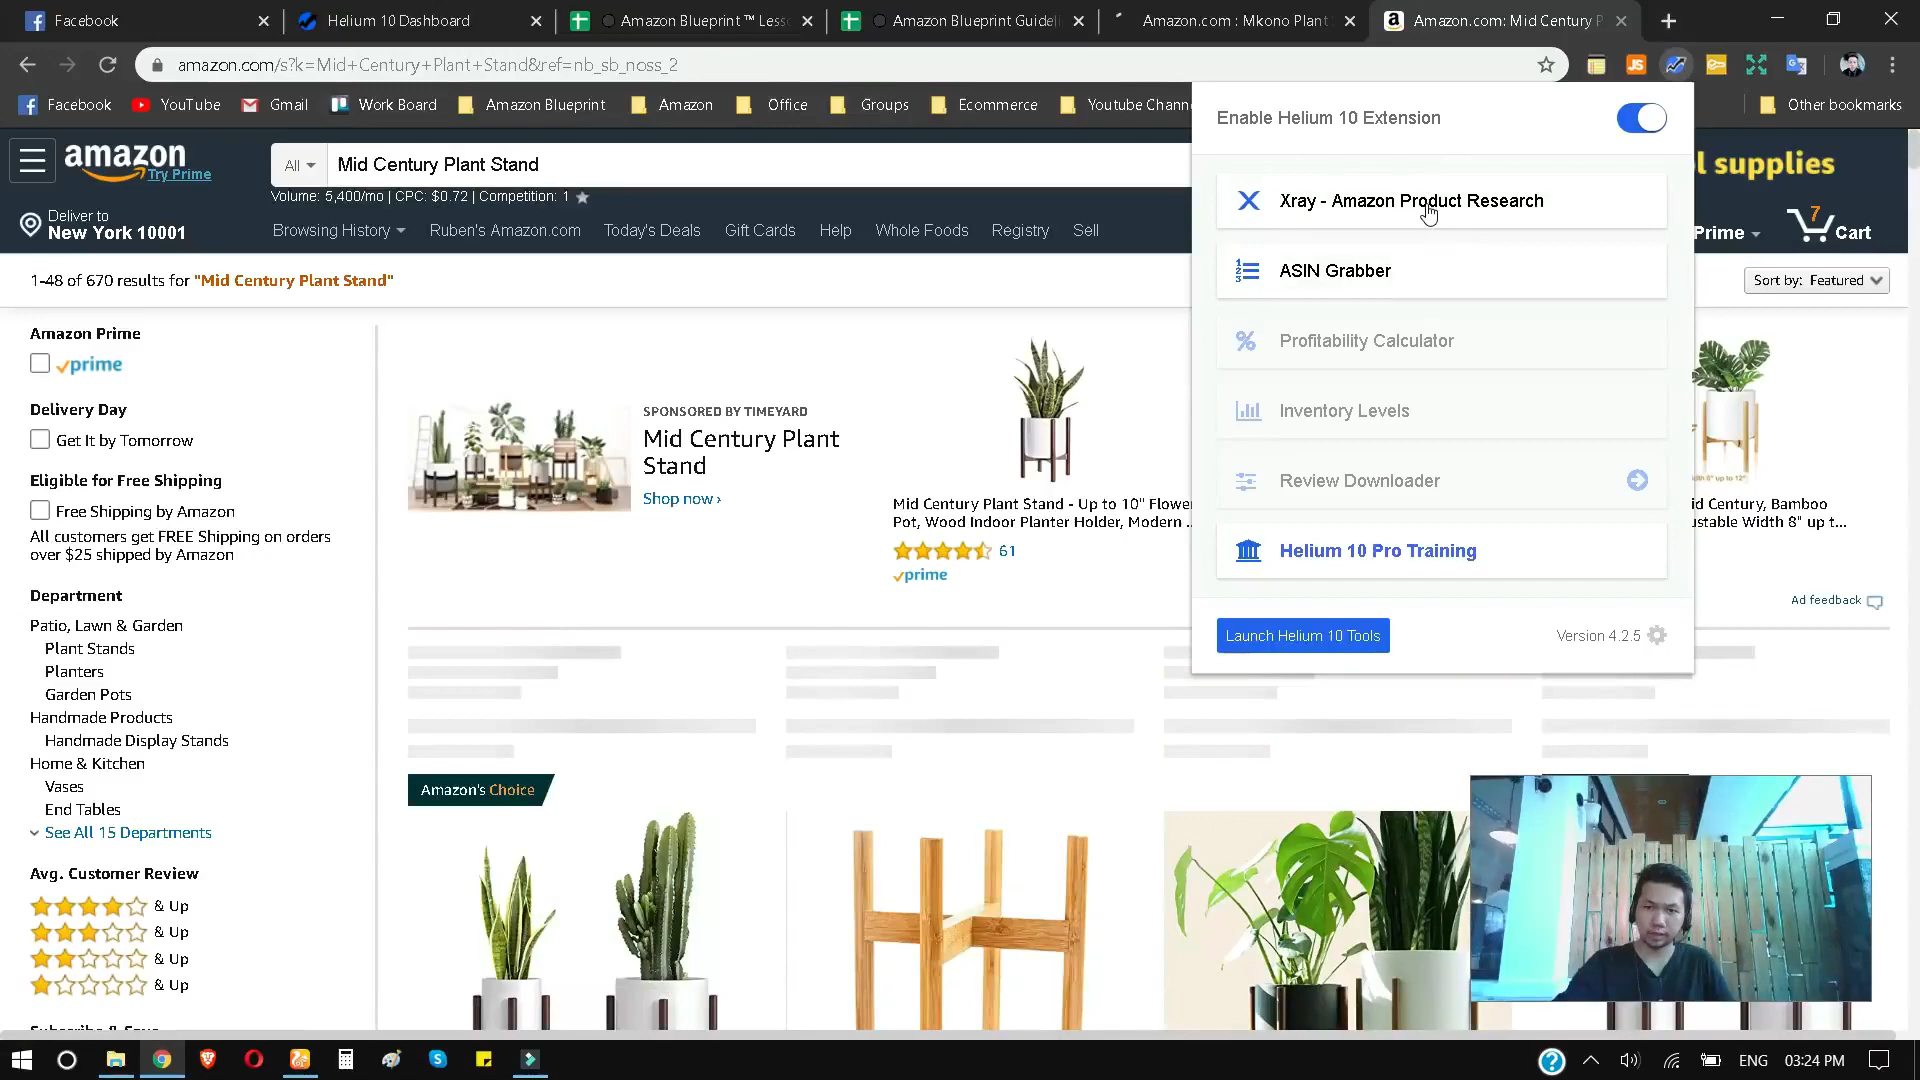 Facebook
Helium 10 Dashboard
Amazon Blueprint ™ Less
Amazon Blueprint Guideli
Amazon.com : Mkono Plant
Amazon.com: Mid Century P
amazon.com/s?k=Mid+Century+Plant+Stand&ref=nb_sb_noss_2
Facebook
YouTube
Gmail
Work Board
Amazon Blueprint
Amazon
Office
Groups
Ecommerce
Youtube Chann
Other bookmarks
amazon
Try Prime
All
Mid Century Plant Stand
l supplies
Volume: 5,400/mo | CPC: $0.72 | Competition: 1
Deliver to
New York 10001
Browsing History
Ruben's Amazon.com
Today's Deals
Gift Cards
Help
Whole Foods
Registry
Sell
Prime
7
Cart
1-48 of 670 results for "Mid Century Plant Stand"
Sort by: Featured
Amazon Prime
prime
Delivery Day
Get It by Tomorrow
Eligible for Free Shipping
Free Shipping by Amazon
All customers get FREE Shipping on orders
over $25 shipped by Amazon
Department
Patio, Lawn & Garden
Plant Stands
Planters
Garden Pots
Handmade Products
Handmade Display Stands
Home & Kitchen
Vases
End Tables
See All 15 Departments
Avg. Customer Review
& Up
& Up
& Up
& Up
SPONSORED BY TIMEYARD
Mid Century Plant
Stand
Shop now ›
Mid Century Plant Stand - Up to 10" Flower
Pot, Wood Indoor Planter Holder, Modern ...
61
prime
Enable Helium 10 Extension
Xray - Amazon Product Research
ASIN Grabber
Profitability Calculator
Inventory Levels
Review Downloader
Helium 10 Pro Training
Launch Helium 10 Tools
Version 4.2.5
8" up to 12"
Mid Century, Bamboo
ustable Width 8" up t...
Ad feedback
Amazon's Choice
ENG
03:24 PM